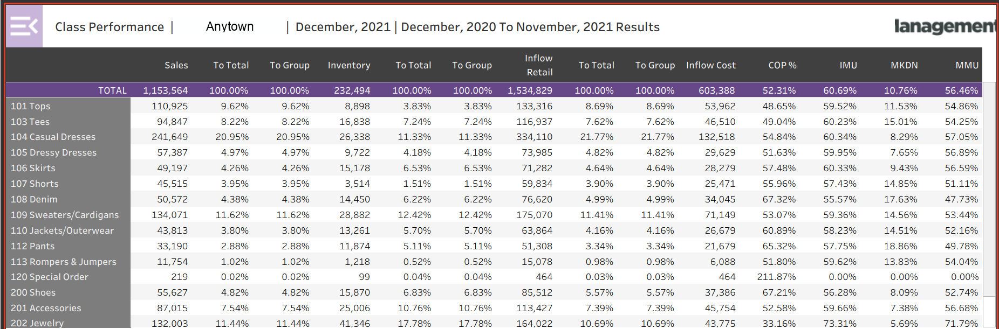 Class Performance | Anytown | December, 2021 | December, 2020 To November, 2021 Results lanagement
Sales To Total To Group Inventory To Total To Group Inflow Retail To Total To Group Inflow Cost COP % IMU MKDN MMU
TOTAL 1,153,564 100.00% 100.00% 232,494 100.00% 100.00% 1,534,829 100.00% 100.00% 603,388 52.31% 60.69% 10.76% 56.46%
101 Tops 110,925 9.62% 9.62% 8,898 3.83% 3.83% 133,316 8.69% 8.69% 53,962 48.65% 59.52% 11.53% 54.86%
103 Tees 94,847 8.22% 8.22% 16,838 7.24% 7.24% 116,937 7.62% 7.62% 46,510 49.04% 60.23% 15.01% 54.25%
104 Casual Dresses 241,649 20.95% 20.95% 26,338 11.33% 11.33% 334,110 21.77% 21.77% 132,518 54.84% 60.34% 8.29% 57.05%
105 Dressy Dresses 57,387 4.97% 4.97% 9,722 4.18% 4.18% 73,985 4.82% 4.82% 29,629 51.63% 59.95% 7.65% 56.89%
106 Skirts 49,197 4.26% 4.26% 15,178 6.53% 6.53% 71,282 4.64% 4.64% 28,279 57.48% 60.33% 9.43% 56.59%
107 Shorts 45,515 3.95% 3.95% 3,514 1.51% 1.51% 59,834 3.90% 3.90% 25,471 55.96% 57.43% 14.85% 51.11%
108 Denim 50,572 4.38% 4.38% 14,450 6.22% 6.22% 76,620 4.99% 4.99% 34,045 67.32% 55.57% 17.63% 47.73%
109 Sweaters/Cardigans 134,071 11.62% 11.62% 28,882 12.42% 12.42% 175,070 11.41% 11.41% 71,149 53.07% 59.36% 14.56% 53.44%
110 Jackets/Outerwear 43,813 3.80% 3.80% 13,261 5.70% 5.70% 63,864 4.16% 4.16% 26,679 60.89% 58.23% 14.51% 52.16%
112 Pants 33,190 2.88% 2.88% 11,874 5.11% 5.11% 51,308 3.34% 3.34% 21,679 65.32% 57.75% 18.86% 49.78%
113 Rompers & Jumpers 11,754 1.02% 1.02% 1,218 0.52% 0.52% 15,078 0.98% 0.98% 6,088 51.80% 59.62% 13.83% 54.04%
120 Special Order 219 0.02% 0.02% 99 0.04% 0.04% 464 0.03% 0.03% 464 211.87% 0.00% 0.00% 0.00%
200 Shoes 55,627 4.82% 4.82% 15,870 6.83% 6.83% 85,512 5.57% 5.57% 37,386 67.21% 56.28% 8.09% 52.74%
201 Accessories 87,015 7.54% 7.54% 25,006 10.76% 10.76% 113,427 7.39% 7.39% 45,754 52.58% 59.66% 7.38% 56.68%
202 Jewelry 132,003 11.44% 11.44% 41,346 17.78% 17.78% 164,022 10.69% 10.69% 43,775 33.16% 73.31% 5.69% 71.79%